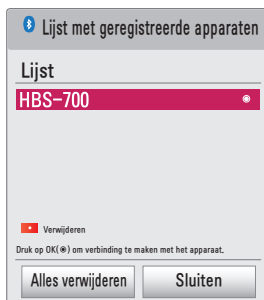 Lijst met geregistreerde apparaten
Lijst
HBS-700
Verwijderen
Druk op OK(◉) om verbinding te maken met het apparaat.
Alles verwijderen
Sluiten